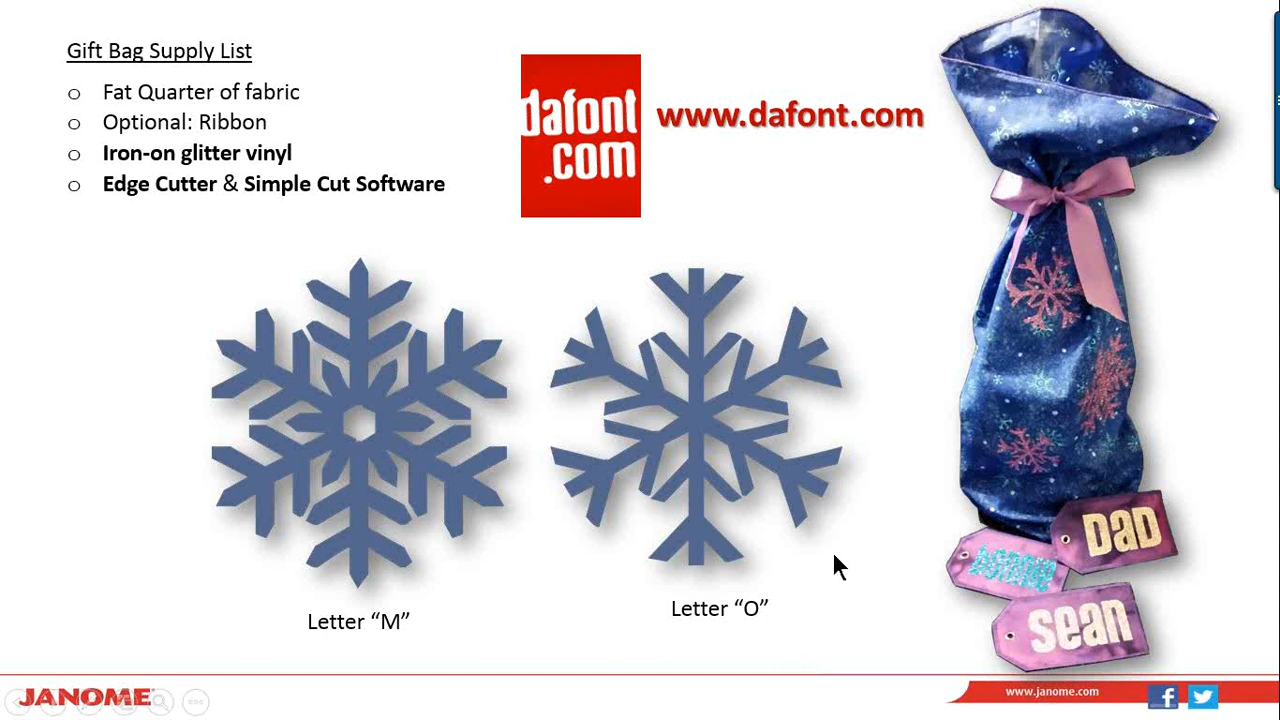 Gift Bag Supply List
o Fat Quarter of fabric
o Optional: Ribbon
o Iron-on glitter vinyl
o Edge Cutter & Simple Cut Software
dafont
.com
www.dafont.com
Letter “M”
Letter “O”
Dad
sean
JANOME
www.janome.com
f